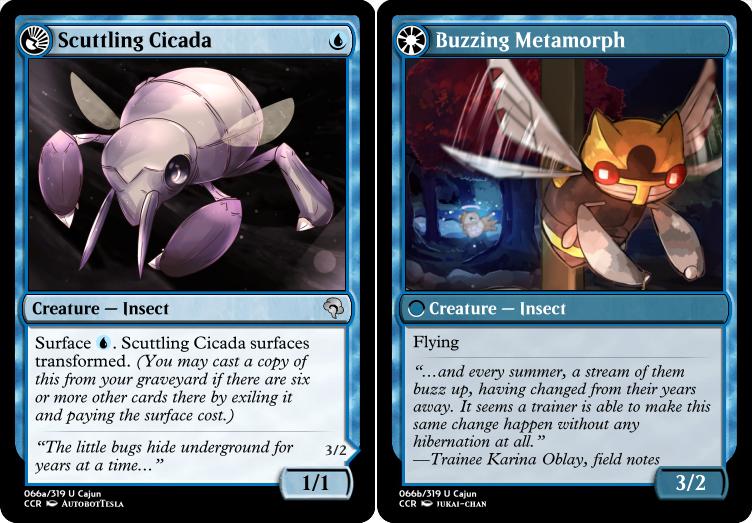 Scuttling Cicada
Creature — Insect
Surface 💧. Scuttling Cicada surfaces
transformed. (You may cast a copy of
this from your graveyard if there are six
or more other cards there by exiling it
and paying the surface cost.)
“The little bugs hide underground for
years at a time…”
3/2
1/1
066a/319 U Cajun
CCR AutobotTesla
Buzzing Metamorph
Creature — Insect
Flying
“…and every summer, a stream of them
buzz up, having changed from their years
away. It seems a trainer is able to make this
same change happen without any
hibernation at all.”
—Trainee Karina Oblay, field notes
3/2
066b/319 U Cajun
CCR jukai-chan